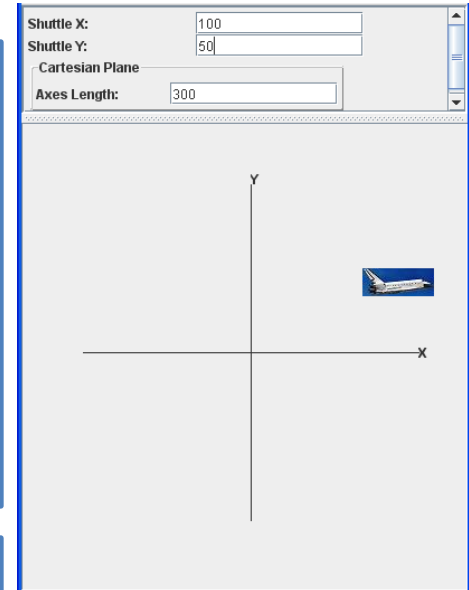 Shuttle X: 100
Shuttle Y: 50
Cartesian Plane
Axes Length: 300
Y
X